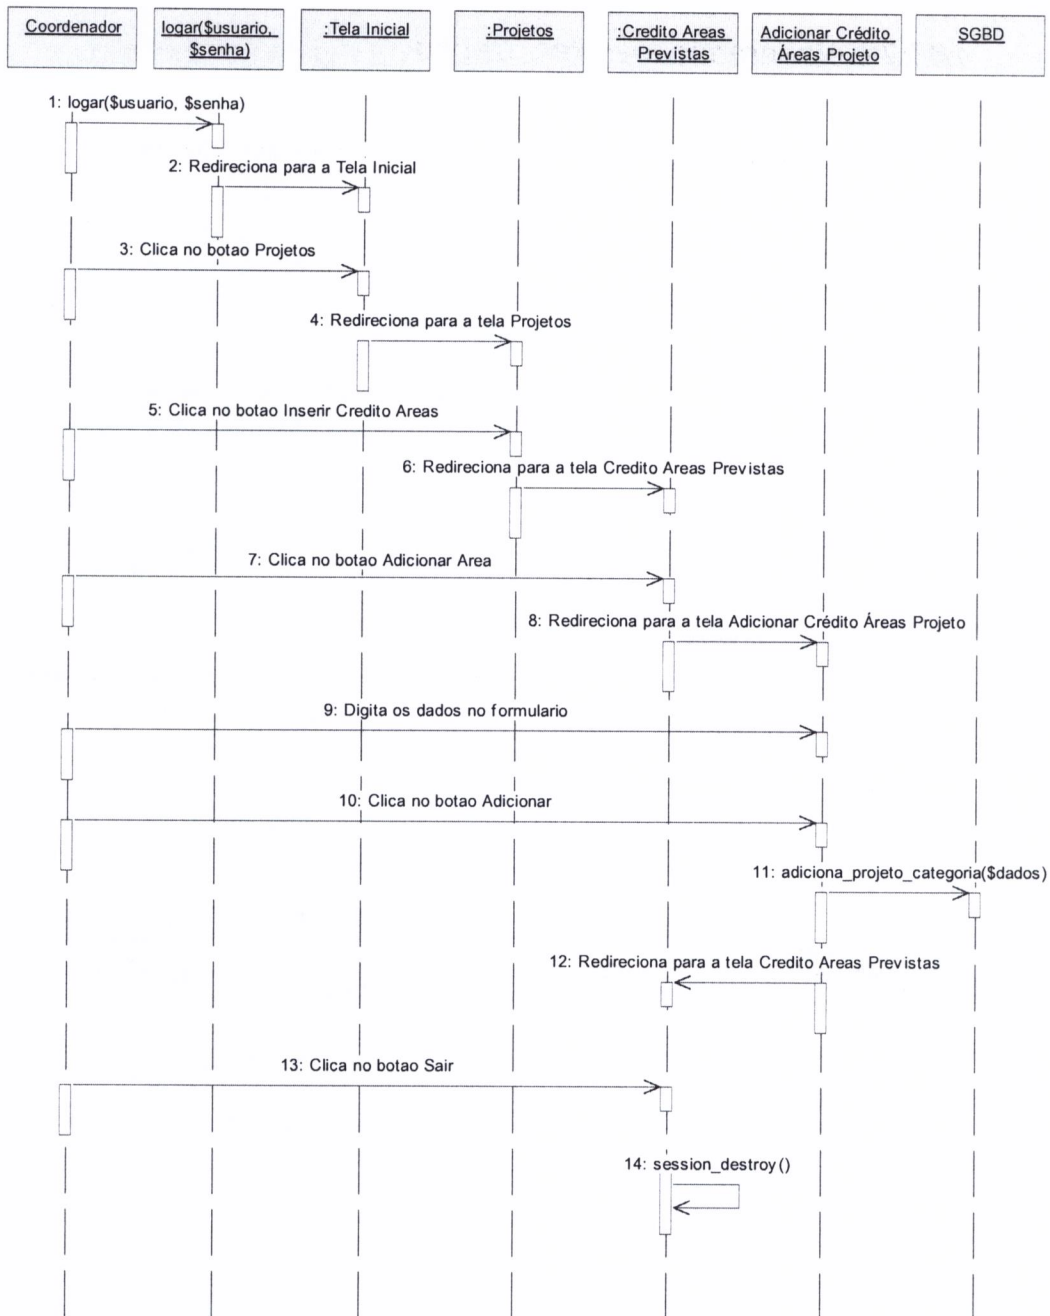 Coordenador
logar($usuario,
$senha)
:Tela Inicial
:Projetos
:Credito Areas
Previstas
Adicionar Crédito
Áreas Projeto
SGBD
1: logar($usuario, $senha)
2: Redireciona para a Tela Inicial
3: Clica no botao Projetos
4: Redireciona para a tela Projetos
5: Clica no botao Inserir Credito Areas
6: Redireciona para a tela Credito Areas Previstas
7: Clica no botao Adicionar Area
8: Redireciona para a tela Adicionar Crédito Áreas Projeto
9: Digita os dados no formulario
10: Clica no botao Adicionar
11: adiciona_projeto_categoria($dados)
12: Redireciona para a tela Credito Areas Previstas
13: Clica no botao Sair
14: session_destroy()